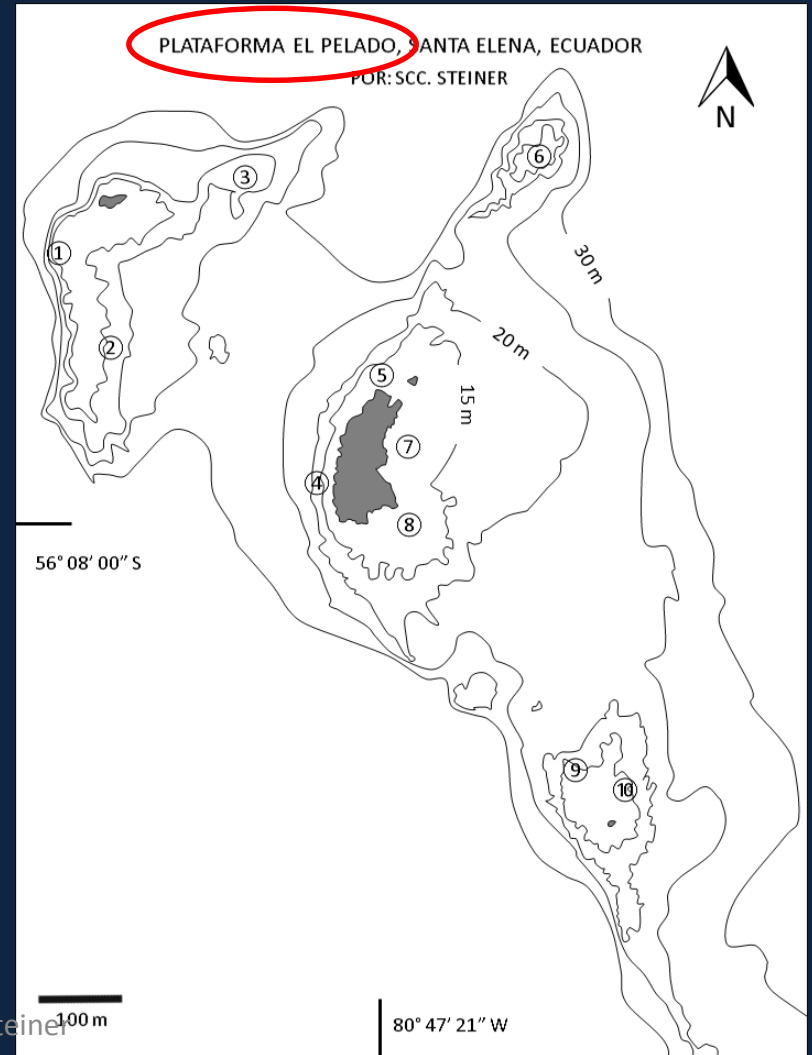 PLATAFORMA EL PELADO, SANTA ELENA, ECUADOR
POR: SCC. STEINER
N
3
6
1
30 m
2
20 m
5
15 m
7
4
8
56° 08′ 00″ S
9
10
100 m
80° 47′ 21″ W
teiner